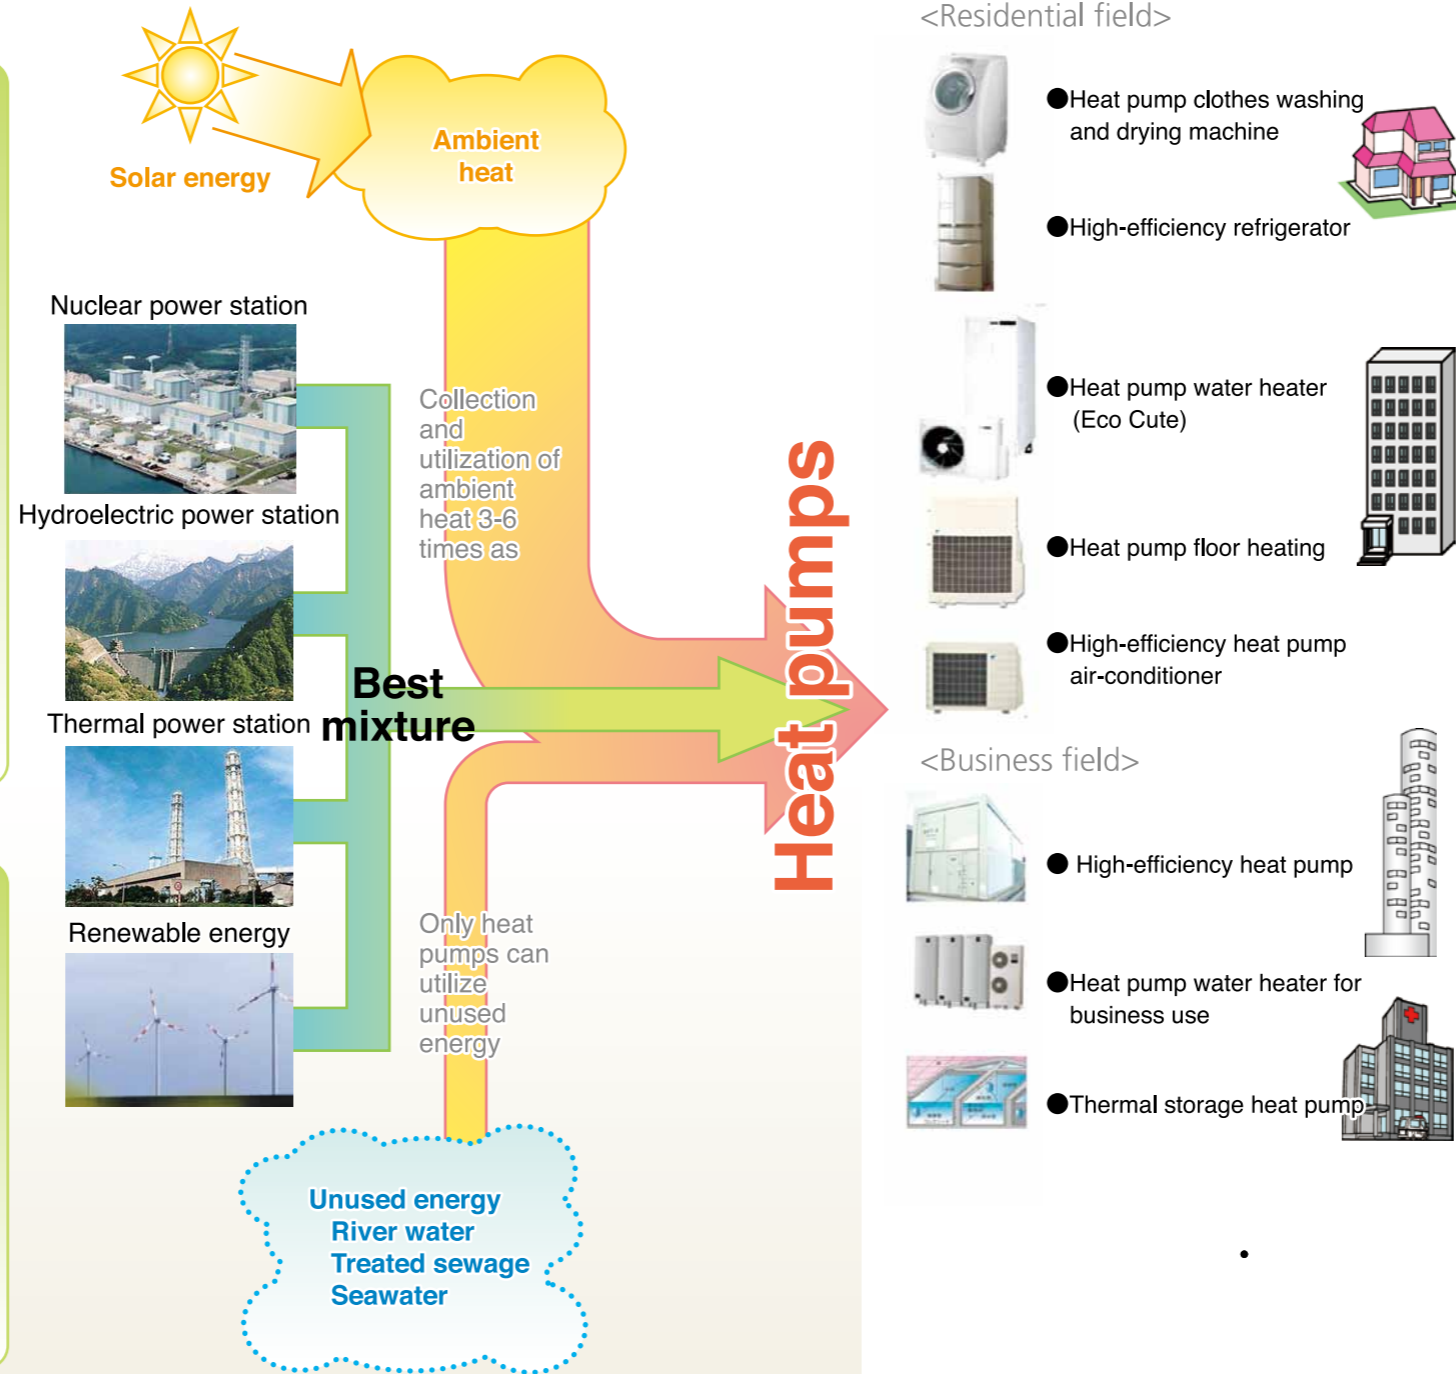 Solar energy
Ambient
heat
Nuclear power station
Hydroelectric power station
Thermal power station
Renewable energy
Best
mixture
Collection
and
utilization of
ambient
heat 3-6
times as
Only heat
pumps can
utilize
unused
energy
Unused energy
River water
Treated sewage
Seawater
Heat pumps
<Residential field>
●Heat pump clothes washing
and drying machine
●High-efficiency refrigerator
●Heat pump water heater
(Eco Cute)
●Heat pump floor heating
●High-efficiency heat pump
air-conditioner
<Business field>
● High-efficiency heat pump
●Heat pump water heater for
business use
●Thermal storage heat pump
•